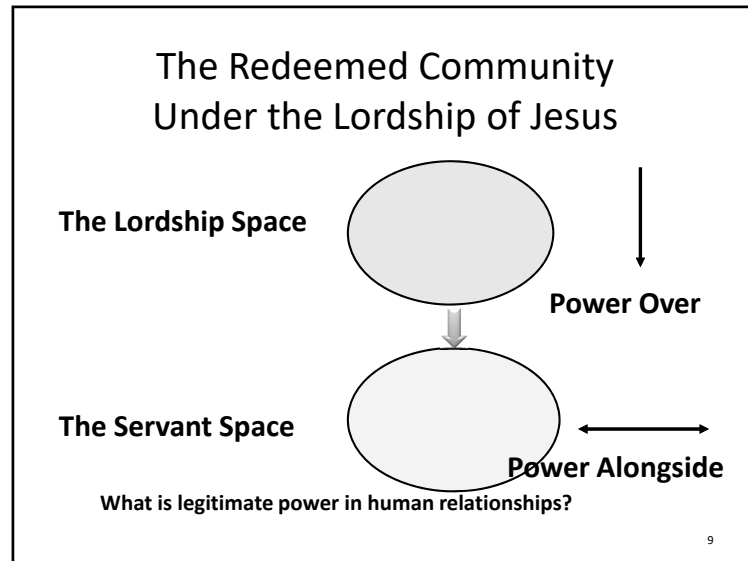 The Redeemed Community
Under the Lordship of Jesus
The Lordship Space
Power Over
The Servant Space
Power Alongside
What is legitimate power in human relationships?
9